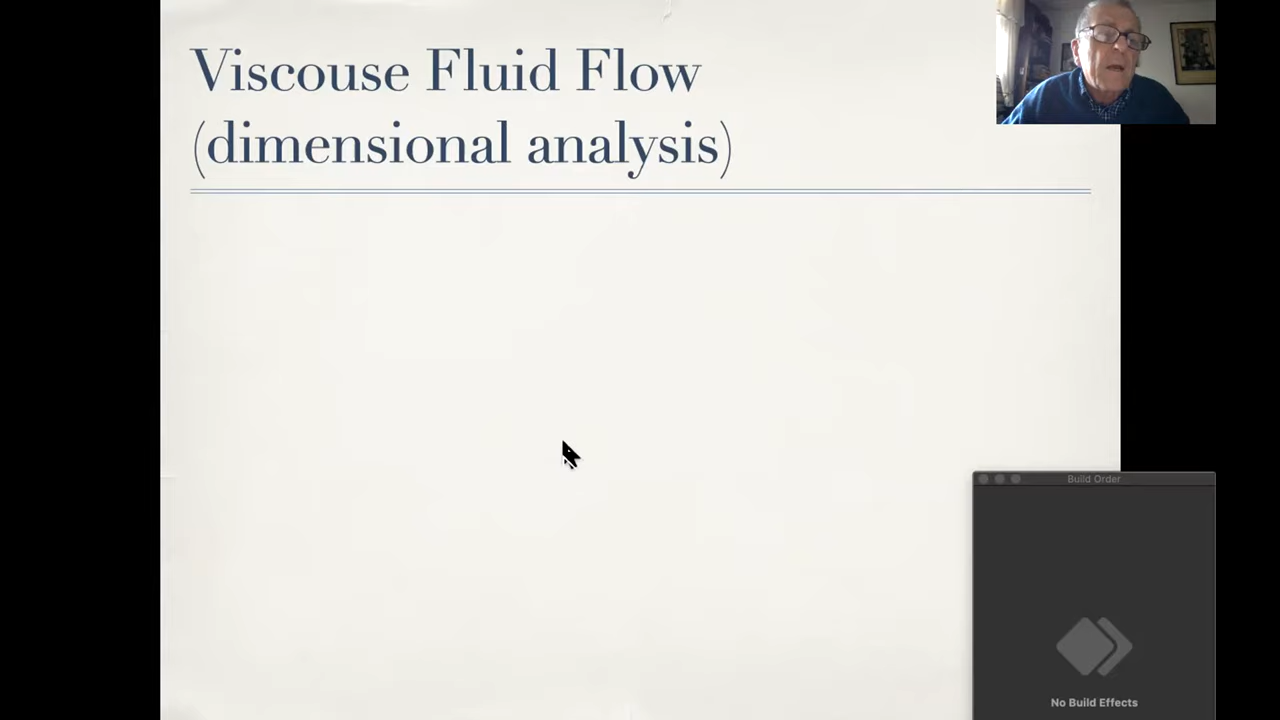 Viscouse Fluid Flow
(dimensional analysis)
Build Order
No Build Effects